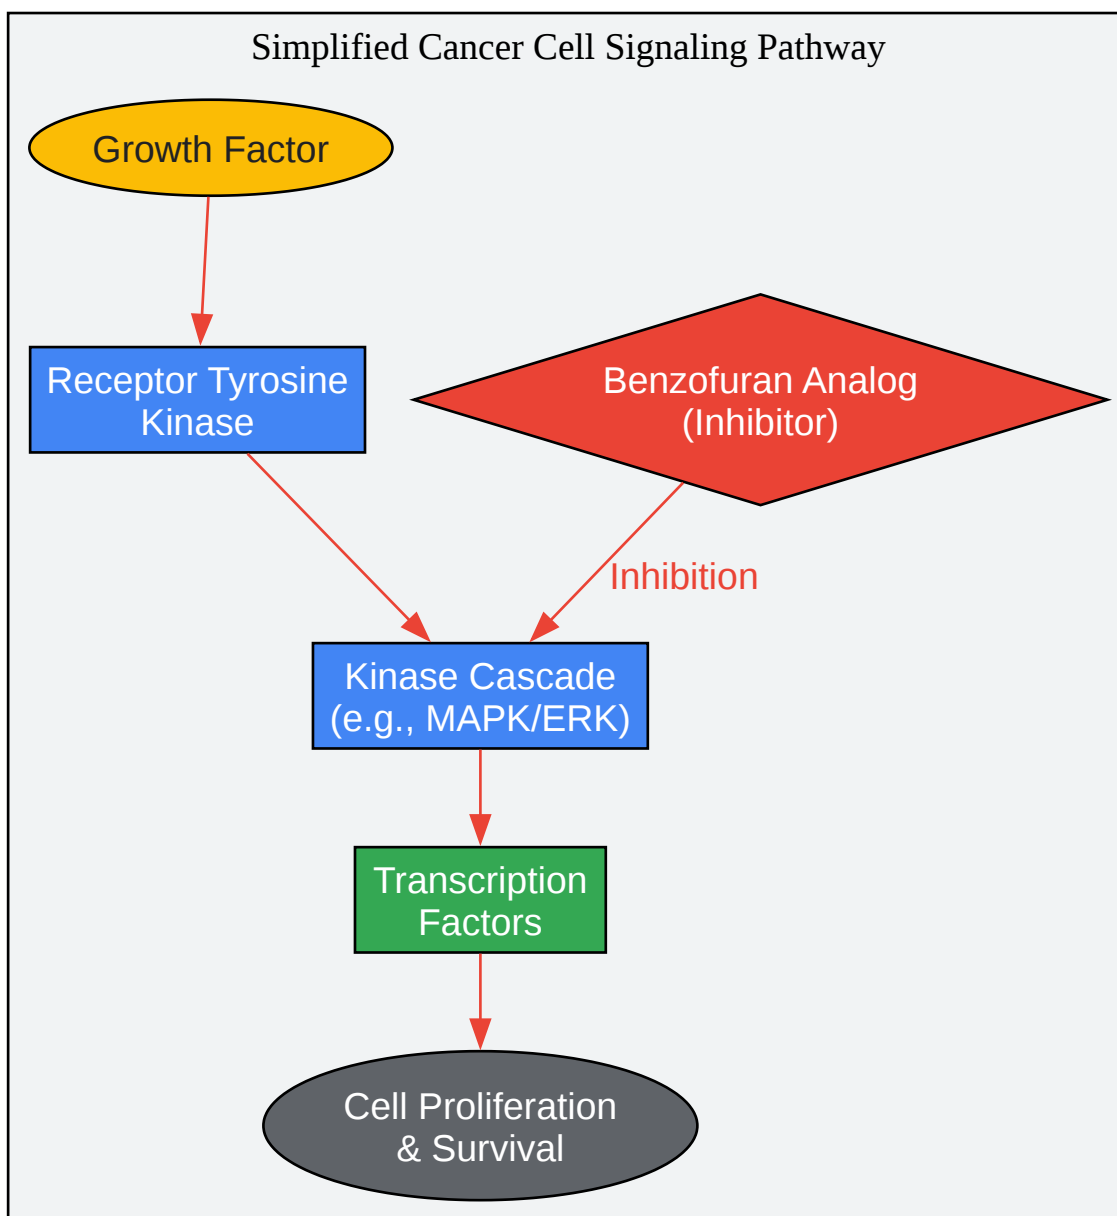 Simplified Cancer Cell Signaling Pathway
Growth Factor
Receptor Tyrosine
Kinase
Benzofuran Analog
(Inhibitor)
Inhibition
Kinase Cascade
(e.g., MAPK/ERK)
Transcription
Factors
Cell Proliferation
& Survival